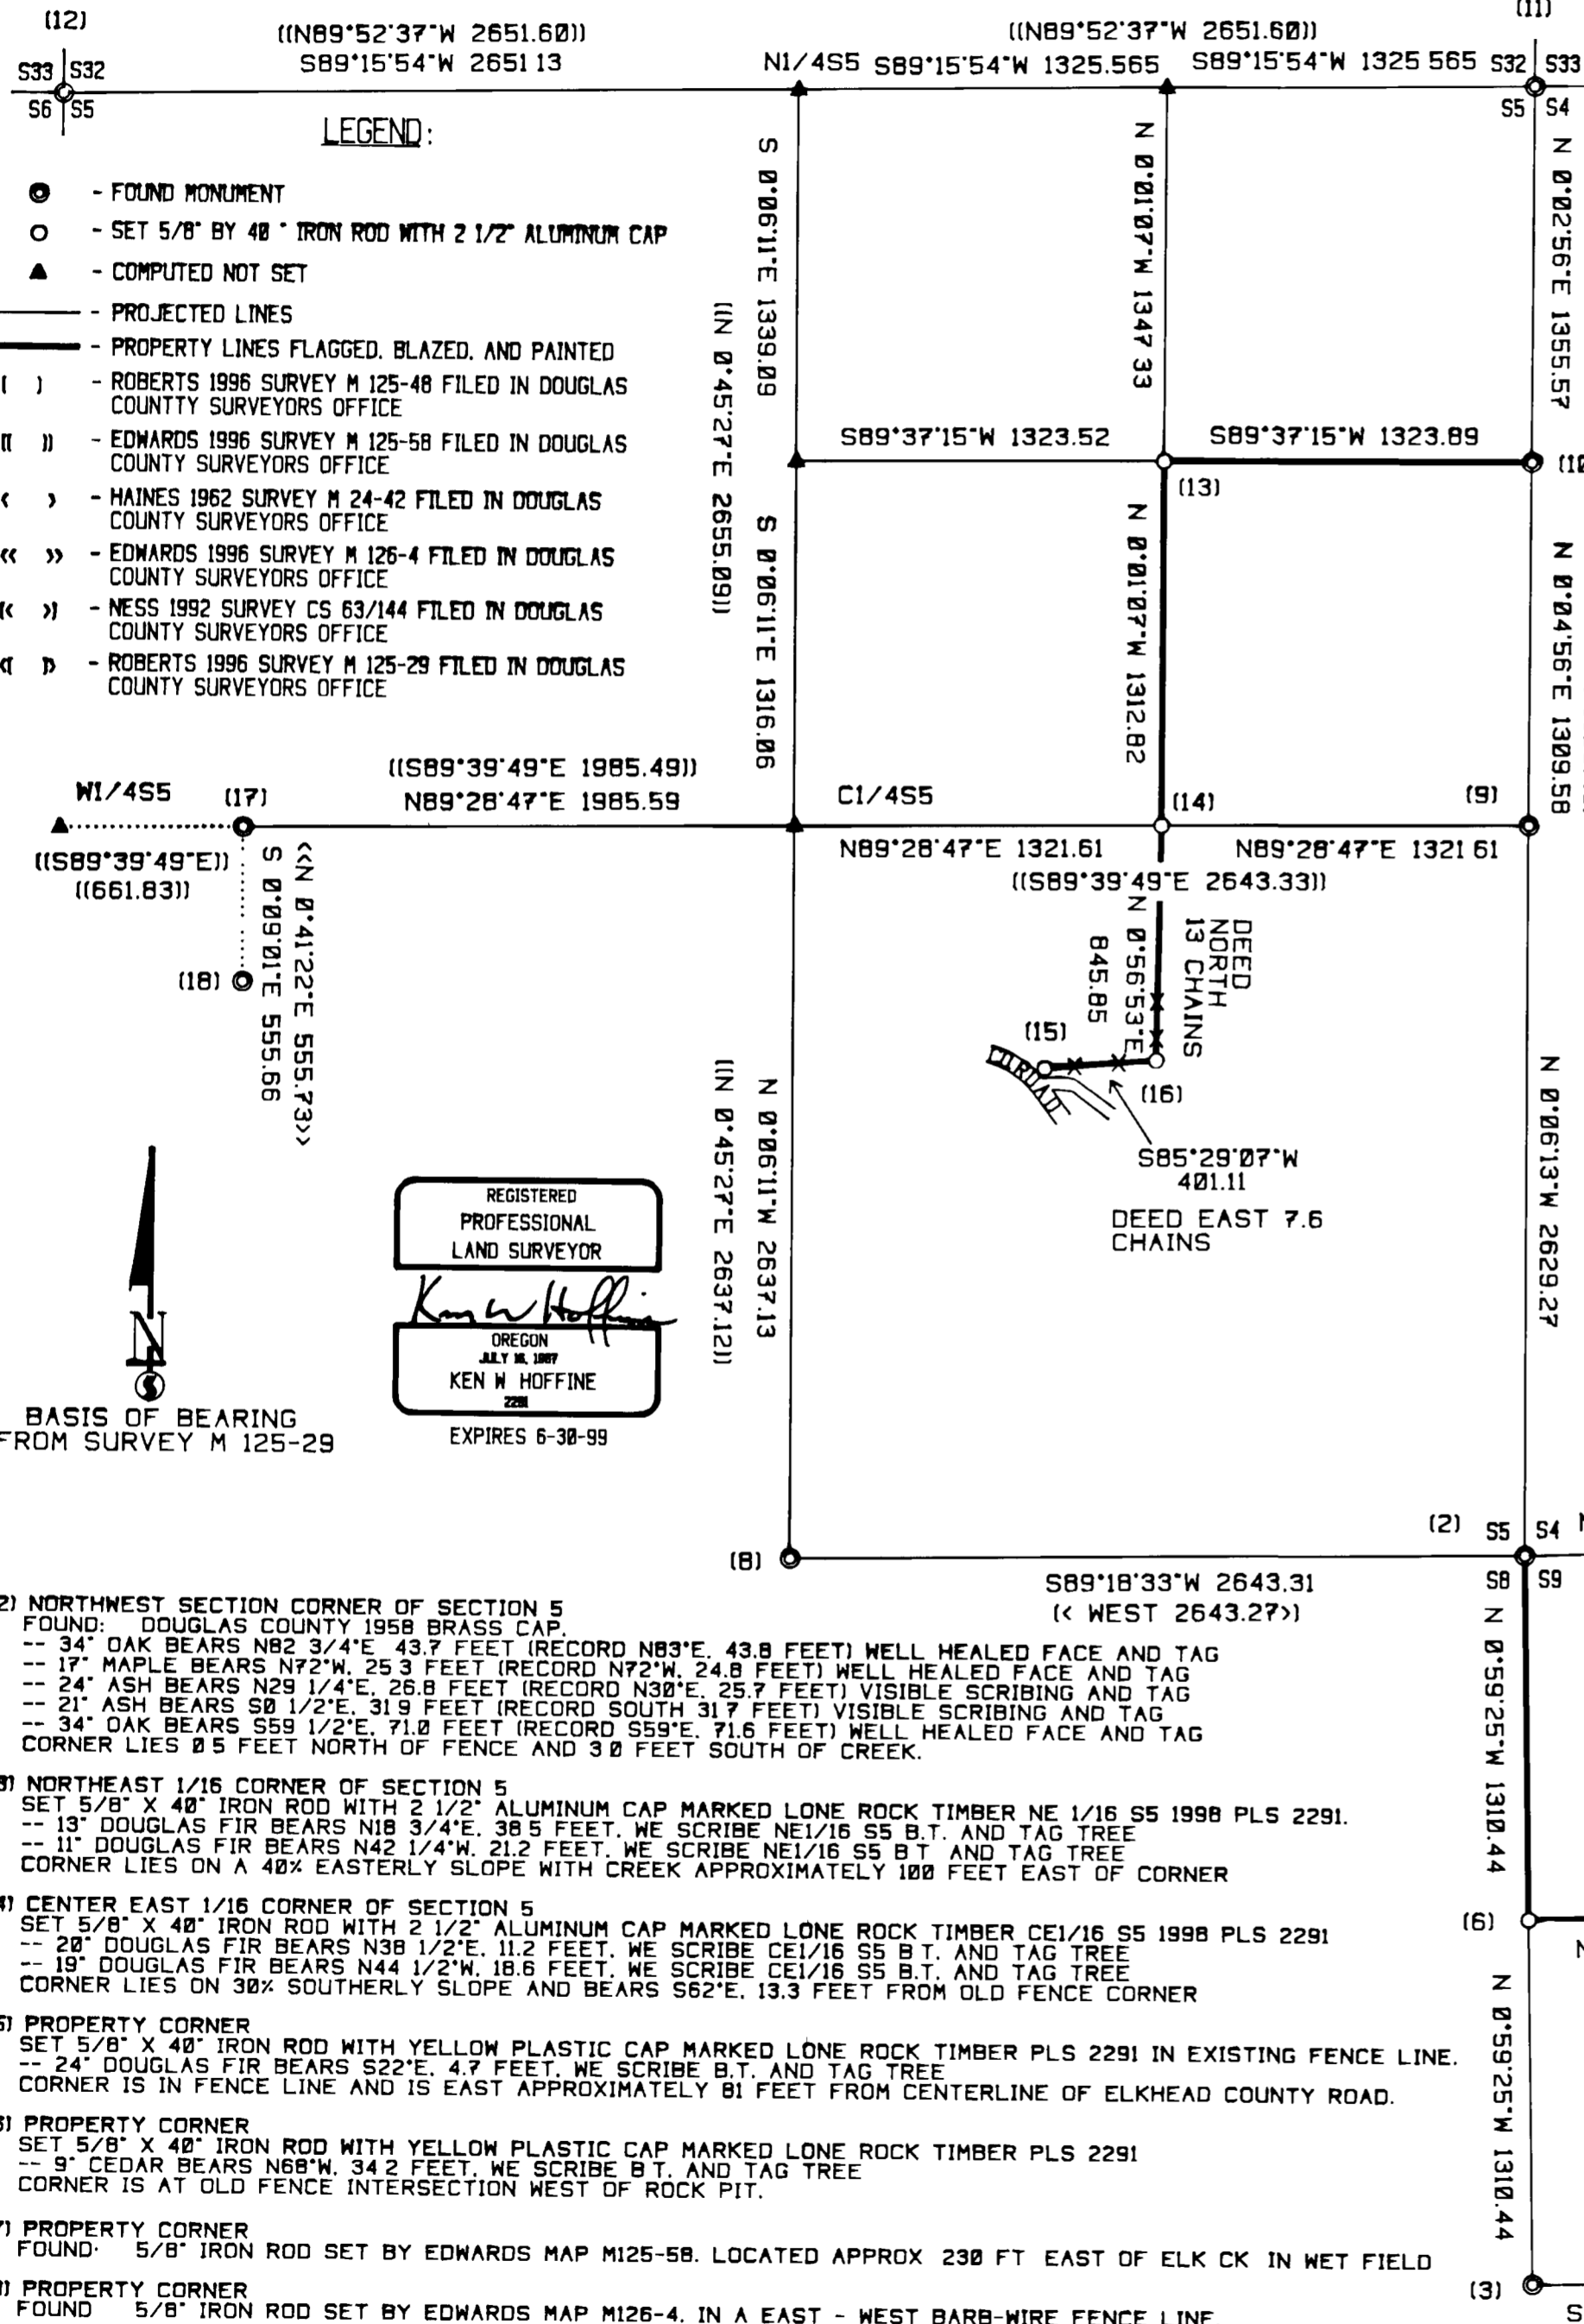 (12)
((N89°52'37"W 2651.60))
((N89°52'37"W 2651.60))
(11)
S33 S32
S89°15'54"W 2651 13
N1/4S5
S89°15'54"W 1325.565
S89°15'54"W 1325 565
S32 S33
S6 S5
S5 S4
LEGEND:
- FOUND MONUMENT
- SET 5/8" BY 40 " IRON ROD WITH 2 1/2" ALUMINUM CAP
- COMPUTED NOT SET
- PROJECTED LINES
- PROPERTY LINES FLAGGED, BLAZED, AND PAINTED
( ) - ROBERTS 1996 SURVEY M 125-48 FILED IN DOUGLAS
COUNTTY SURVEYORS OFFICE
(( )) - EDWARDS 1996 SURVEY M 125-58 FILED IN DOUGLAS
COUNTY SURVEYORS OFFICE
< > - HAINES 1962 SURVEY M 24-42 FILED IN DOUGLAS
COUNTY SURVEYORS OFFICE
<< >> - EDWARDS 1996 SURVEY M 126-4 FILED IN DOUGLAS
COUNTY SURVEYORS OFFICE
(< >) - NESS 1992 SURVEY CS 63/144 FILED IN DOUGLAS
COUNTY SURVEYORS OFFICE
<( )> - ROBERTS 1996 SURVEY M 125-29 FILED IN DOUGLAS
COUNTY SURVEYORS OFFICE
S 0°06'11"E 1339.09
N 0°01'07"W 1347 33
N 0°02'56"E 1355.57
((N 0°45'27"E 2655.09))
S89°37'15"W 1323.52
S89°37'15"W 1323.89
(13)
S 0°06'11"E 1316.06
N 0°01'07"W 1312.82
N 0°04'56"E 1309.58
((S89°39'49"E 1985.49))
W1/4S5
(17)
N89°28'47"E 1985.59
C1/4S5
(14)
(9)
((S89°39'49"E))
((661.83))
N89°28'47"E 1321.61
N89°28'47"E 1321 61
((S89°39'49"E 2643.33))
S 0°09'01"E 555.66
<<N 0°41'22"E 555.73>>
(18)
N 0°56'53"E
845.85
DEED
NORTH
13 CHAINS
(15)
CO ROAD
(16)
S85°29'07"W
401.11
DEED EAST 7.6
CHAINS
((N 0°45'27"E 2637.12))
N 0°06'11"W 2637.13
N 0°06'13"W 2629.27
N
BASIS OF BEARING
FROM SURVEY M 125-29
REGISTERED
PROFESSIONAL
LAND SURVEYOR
Ken W Hoffine
OREGON
JULY 16, 1987
KEN W HOFFINE
2291
EXPIRES 6-30-99
(2)
S5 S4
(8)
S89°18'33"W 2643.31
(< WEST 2643.27>)
S8 S9
2) NORTHWEST SECTION CORNER OF SECTION 5
FOUND: DOUGLAS COUNTY 1958 BRASS CAP.
-- 34" OAK BEARS N82 3/4°E, 43.7 FEET (RECORD N83°E, 43.8 FEET) WELL HEALED FACE AND TAG
-- 17" MAPLE BEARS N72°W, 25 3 FEET (RECORD N72°W, 24.8 FEET) WELL HEALED FACE AND TAG
-- 24" ASH BEARS N29 1/4°E, 26.8 FEET (RECORD N30°E, 25.7 FEET) VISIBLE SCRIBING AND TAG
-- 21" ASH BEARS S0 1/2°E, 31 9 FEET (RECORD SOUTH 31 7 FEET) VISIBLE SCRIBING AND TAG
-- 34" OAK BEARS S59 1/2°E, 71.0 FEET (RECORD S59°E, 71.6 FEET) WELL HEALED FACE AND TAG
CORNER LIES 0 5 FEET NORTH OF FENCE AND 3 0 FEET SOUTH OF CREEK.
3) NORTHEAST 1/16 CORNER OF SECTION 5
SET 5/8" X 40" IRON ROD WITH 2 1/2" ALUMINUM CAP MARKED LONE ROCK TIMBER NE 1/16 S5 1998 PLS 2291.
-- 13" DOUGLAS FIR BEARS N18 3/4°E, 38 5 FEET, WE SCRIBE NE1/16 S5 B.T. AND TAG TREE
-- 11" DOUGLAS FIR BEARS N42 1/4°W, 21.2 FEET, WE SCRIBE NE1/16 S5 B T AND TAG TREE
CORNER LIES ON A 40% EASTERLY SLOPE WITH CREEK APPROXIMATELY 100 FEET EAST OF CORNER
4) CENTER EAST 1/16 CORNER OF SECTION 5
SET 5/8" X 40" IRON ROD WITH 2 1/2" ALUMINUM CAP MARKED LONE ROCK TIMBER CE1/16 S5 1998 PLS 2291
-- 20" DOUGLAS FIR BEARS N38 1/2°E, 11.2 FEET, WE SCRIBE CE1/16 S5 B T. AND TAG TREE
-- 19" DOUGLAS FIR BEARS N44 1/2°W, 18.6 FEET, WE SCRIBE CE1/16 S5 B.T. AND TAG TREE
CORNER LIES ON 30% SOUTHERLY SLOPE AND BEARS S62°E, 13.3 FEET FROM OLD FENCE CORNER
5) PROPERTY CORNER
SET 5/8" X 40" IRON ROD WITH YELLOW PLASTIC CAP MARKED LONE ROCK TIMBER PLS 2291 IN EXISTING FENCE LINE.
-- 24" DOUGLAS FIR BEARS S22°E, 4.7 FEET, WE SCRIBE B.T. AND TAG TREE
CORNER IS IN FENCE LINE AND IS EAST APPROXIMATELY 81 FEET FROM CENTERLINE OF ELKHEAD COUNTY ROAD.
6) PROPERTY CORNER
SET 5/8" X 40" IRON ROD WITH YELLOW PLASTIC CAP MARKED LONE ROCK TIMBER PLS 2291
-- 9" CEDAR BEARS N68°W, 34 2 FEET, WE SCRIBE B T. AND TAG TREE
CORNER IS AT OLD FENCE INTERSECTION WEST OF ROCK PIT.
7) PROPERTY CORNER
FOUND: 5/8" IRON ROD SET BY EDWARDS MAP M125-58. LOCATED APPROX 230 FT EAST OF ELK CK IN WET FIELD
PROPERTY CORNER
FOUND 5/8" IRON ROD SET BY EDWARDS MAP M126-4, IN A EAST - WEST BARB-WIRE FENCE LINE
N 0°59'25"W 1310.44
(6)
N 0°59'25"W 1310.44
(3)